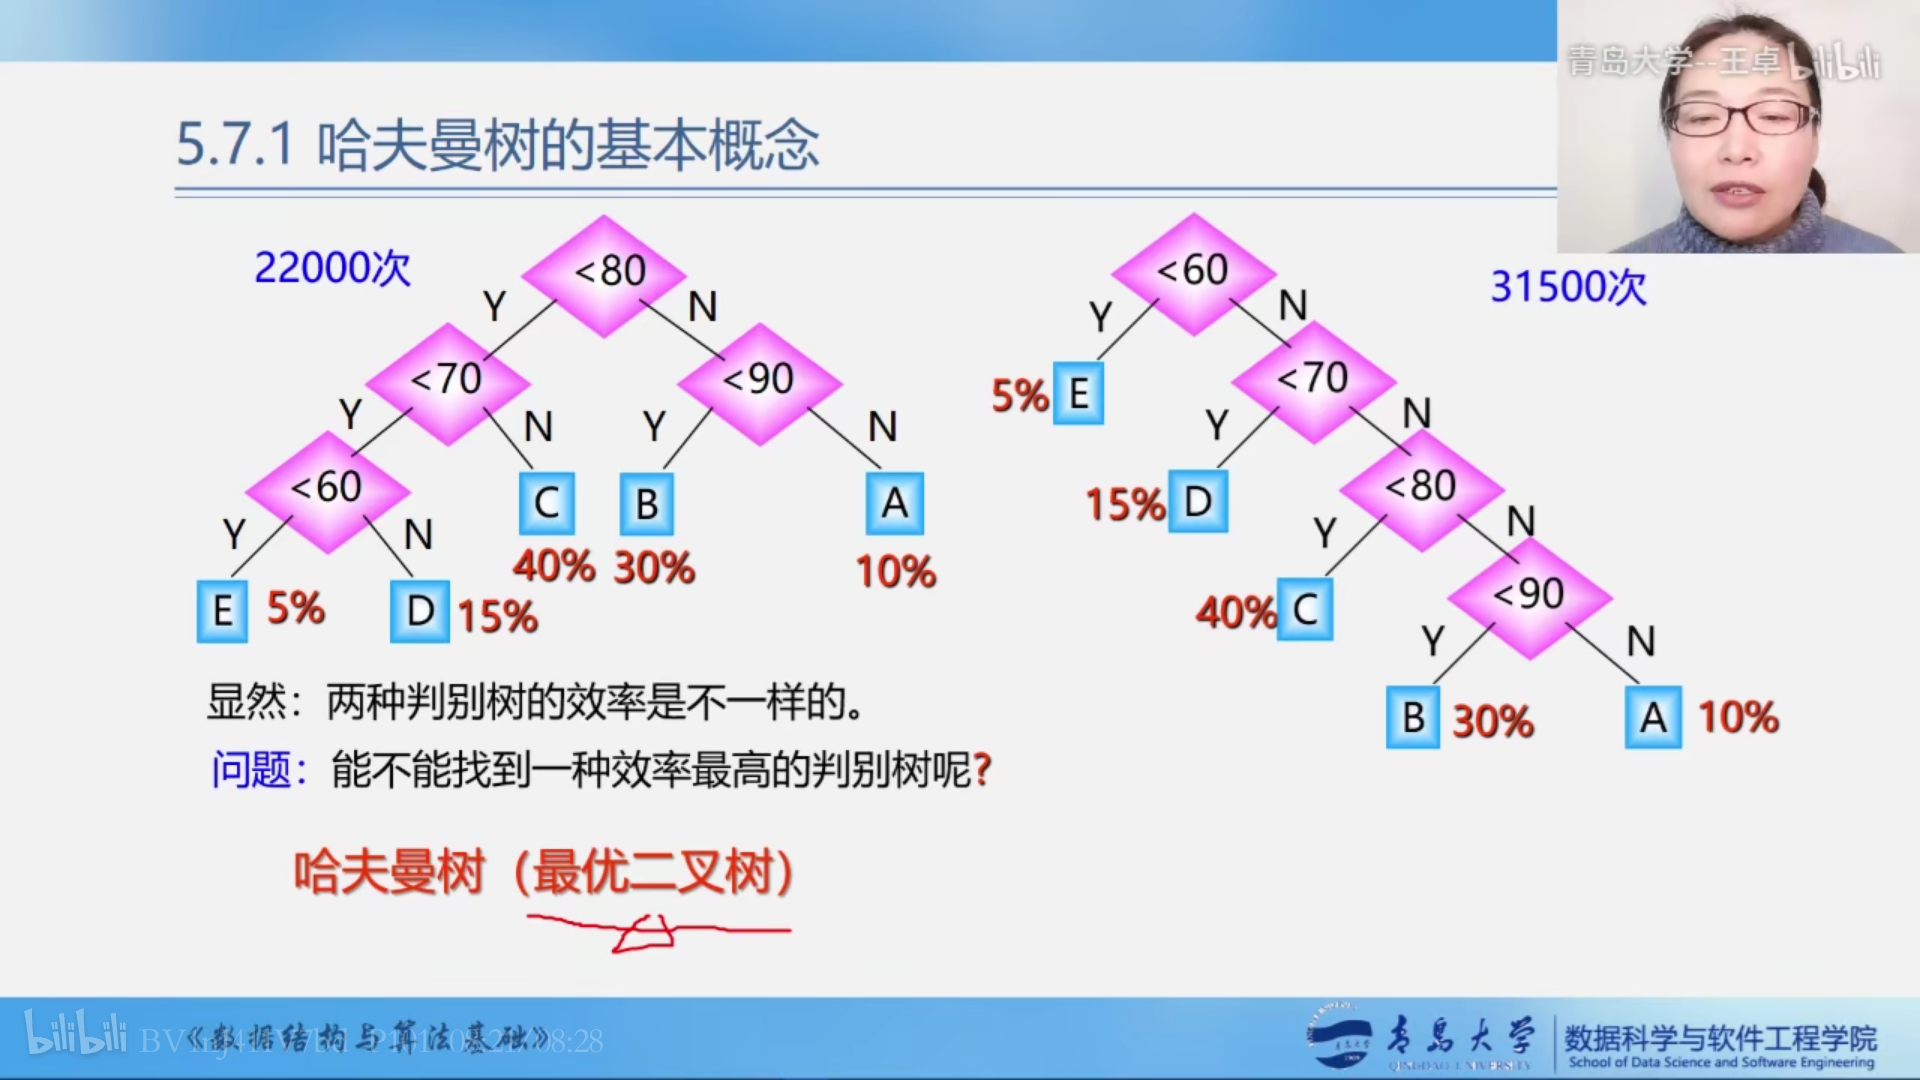 青岛大学--王卓 bilibili
5.7.1 哈夫曼树的基本概念
22000次
<80
Y
N
<70
<90
Y
N
Y
N
<60
C
B
A
Y
N
40%
30%
10%
E
5%
D
15%
<60
31500次
Y
N
5%
E
<70
Y
N
15%
D
<80
Y
N
40%
C
<90
Y
N
B
30%
A
10%
显然：两种判别树的效率是不一样的。
问题：能不能找到一种效率最高的判别树呢?
哈夫曼树（最优二叉树）
bilibili
《数据结构与算法基础》
08:28
青岛大学
QINGDAO UNIVERSITY
数据科学与软件工程学院
School of Data Science and Software Engineering